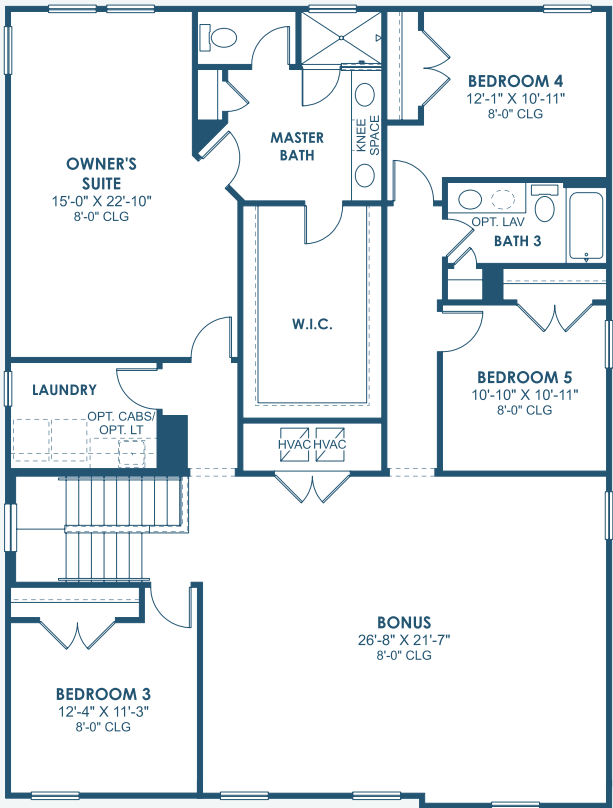 BEDROOM 4
12'-1" X 10'-11"
8'-0" CLG
KNEE
SPACE
MASTER
BATH
OWNER'S
SUITE
15'-0" X 22'-10"
8'-0" CLG
OPT. LAV
BATH 3
W.I.C.
BEDROOM 5
10'-10" X 10'-11"
8'-0" CLG
LAUNDRY
OPT. CABS/
OPT. LT
HVAC HVAC
BONUS
26'-8" X 21'-7"
8'-0" CLG
BEDROOM 3
12'-4" X 11'-3"
8'-0" CLG